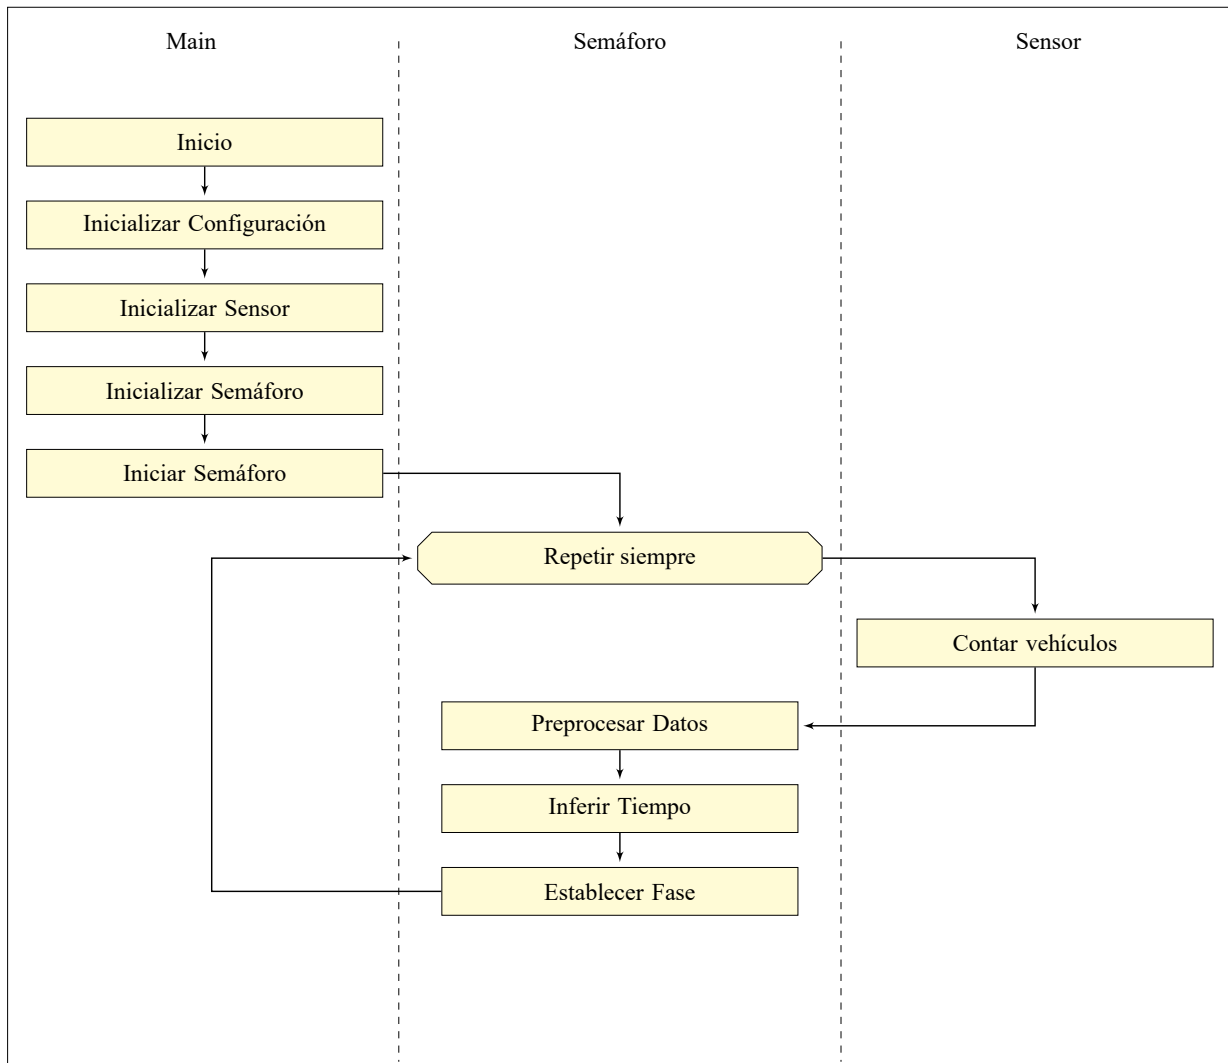 Main
Semáforo
Sensor
Inicio
Inicializar Configuración
Inicializar Sensor
Inicializar Semáforo
Iniciar Semáforo
Repetir siempre
Contar vehículos
Preprocesar Datos
Inferir Tiempo
Establecer Fase